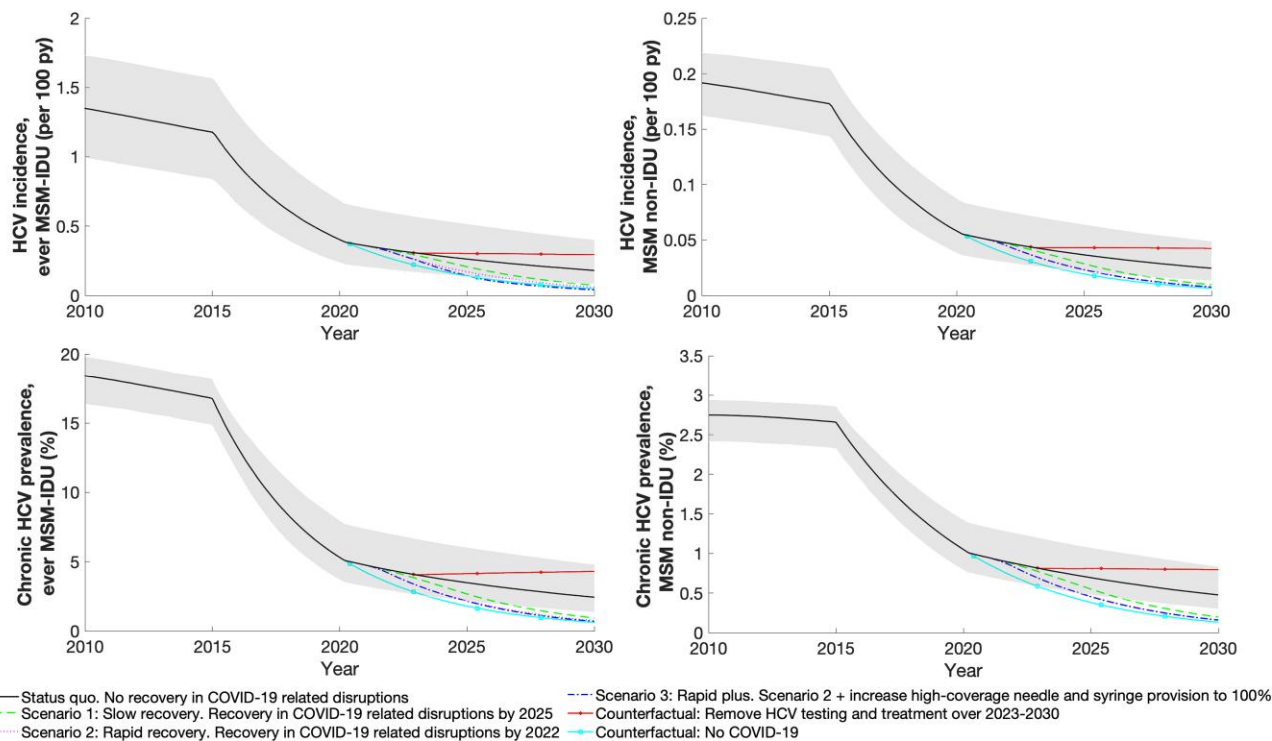 HCV incidence,
ever MSM-IDU (per 100 py)
2
1.5
1
0.5
0
2010 2015 2020 2025 2030
Year
HCV incidence,
MSM non-IDU (per 100 py)
0.25
0.2
0.15
0.1
0.05
0
2010 2015 2020 2025 2030
Year
Chronic HCV prevalence,
ever MSM-IDU (%)
20
15
10
5
0
2010 2015 2020 2025 2030
Year
Chronic HCV prevalence,
MSM non-IDU (%)
3.5
3
2.5
2
1.5
1
0.5
0
2010 2015 2020 2025 2030
Year
Status quo. No recovery in COVID-19 related disruptions
Scenario 1: Slow recovery. Recovery in COVID-19 related disruptions by 2025
Scenario 2: Rapid recovery. Recovery in COVID-19 related disruptions by 2022
Scenario 3: Rapid plus. Scenario 2 + increase high-coverage needle and syringe provision to 100%
Counterfactual: Remove HCV testing and treatment over 2023-2030
Counterfactual: No COVID-19